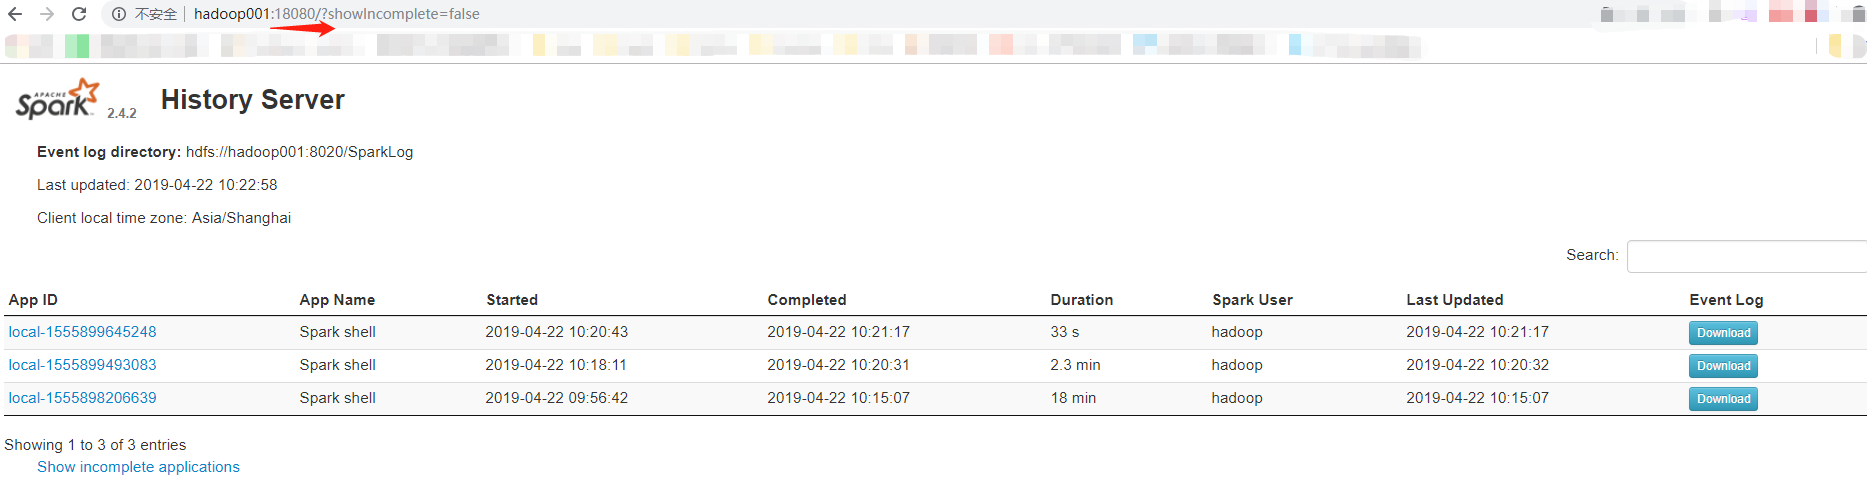 不安全 hadoop001:18080/?showIncomplete=false
APACHE Spark 2.4.2 History Server
Event log directory: hdfs://hadoop001:8020/SparkLog
Last updated: 2019-04-22 10:22:58
Client local time zone: Asia/Shanghai
Search:
App ID App Name Started Completed Duration Spark User Last Updated Event Log
local-1555899645248 Spark shell 2019-04-22 10:20:43 2019-04-22 10:21:17 33 s hadoop 2019-04-22 10:21:17 Download
local-1555899493083 Spark shell 2019-04-22 10:18:11 2019-04-22 10:20:31 2.3 min hadoop 2019-04-22 10:20:32 Download
local-1555898206639 Spark shell 2019-04-22 09:56:42 2019-04-22 10:15:07 18 min hadoop 2019-04-22 10:15:07 Download
Showing 1 to 3 of 3 entries
Show incomplete applications